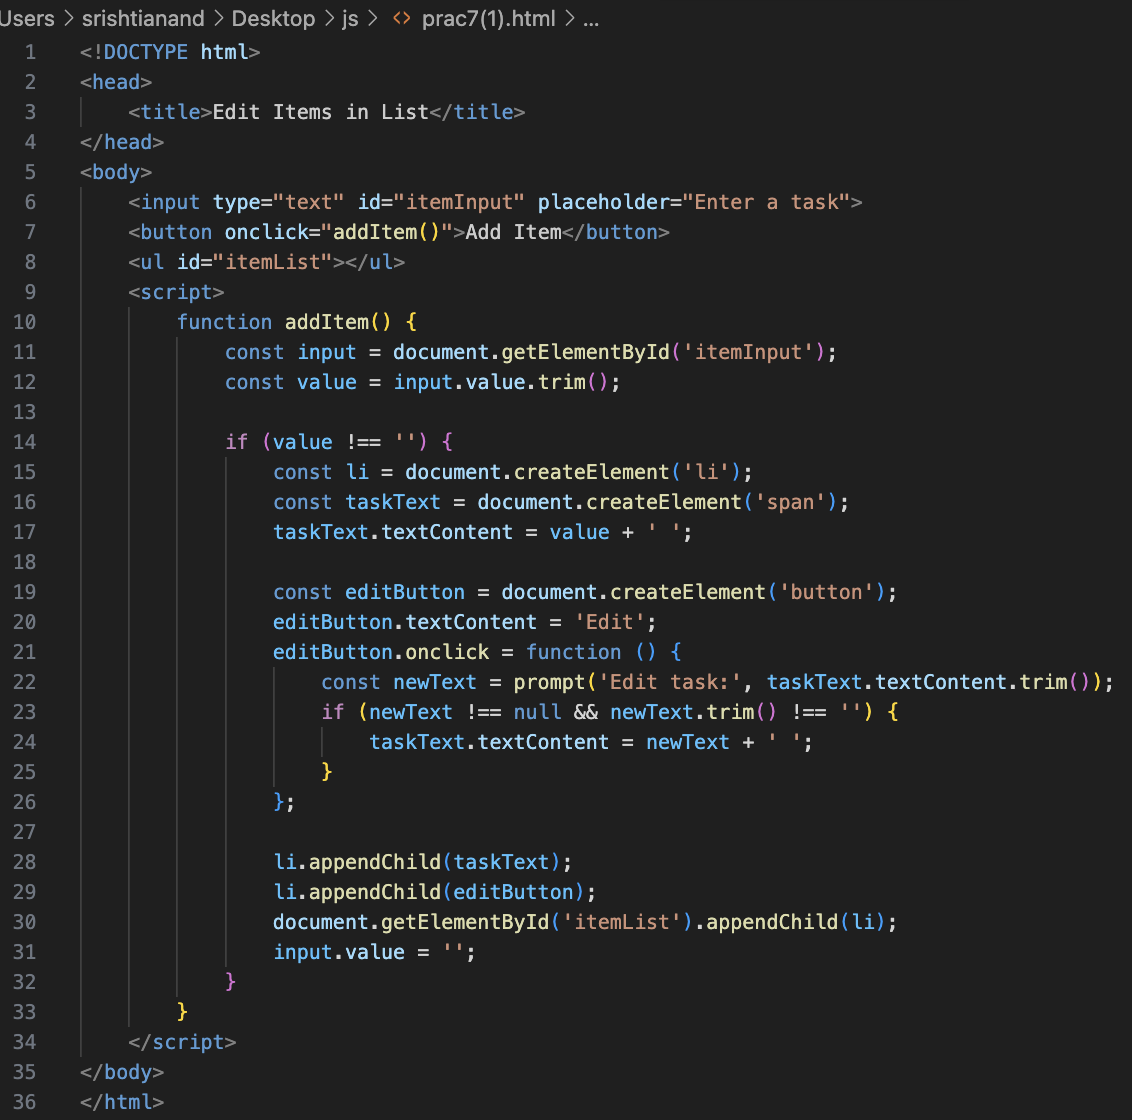 Users > srishtianand > Desktop > js > <> prac7(1).html > ...
1 <!DOCTYPE html>
2 <head>
3     <title>Edit Items in List</title>
4 </head>
5 <body>
6     <input type="text" id="itemInput" placeholder="Enter a task">
7     <button onclick="addItem()">Add Item</button>
8     <ul id="itemList"></ul>
9     <script>
10         function addItem() {
11             const input = document.getElementById('itemInput');
12             const value = input.value.trim();
13
14             if (value !== '') {
15                 const li = document.createElement('li');
16                 const taskText = document.createElement('span');
17                 taskText.textContent = value + ' ';
18
19                 const editButton = document.createElement('button');
20                 editButton.textContent = 'Edit';
21                 editButton.onclick = function () {
22                     const newText = prompt('Edit task:', taskText.textContent.trim());
23                     if (newText !== null && newText.trim() !== '') {
24                         taskText.textContent = newText + ' ';
25                     }
26                 };
27
28                 li.appendChild(taskText);
29                 li.appendChild(editButton);
30                 document.getElementById('itemList').appendChild(li);
31                 input.value = '';
32             }
33         }
34     </script>
35 </body>
36 </html>